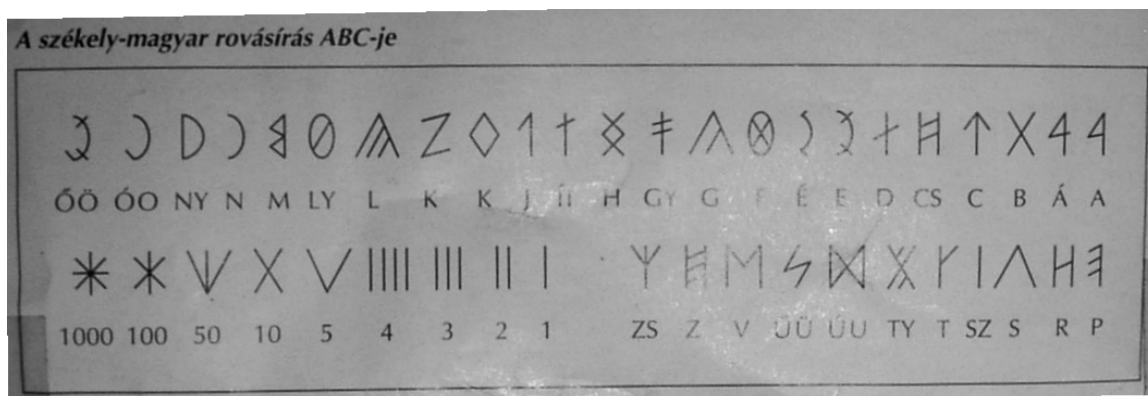 A székely-magyar rovásírás ABC-je
ŐÖ ÓO NY N M LY L K K J ÍI H GY G F É E D CS C B Á A
1000 100 50 10 5 4 3 2 1 ZS Z V ŰÜ ÚU TY T SZ S R P